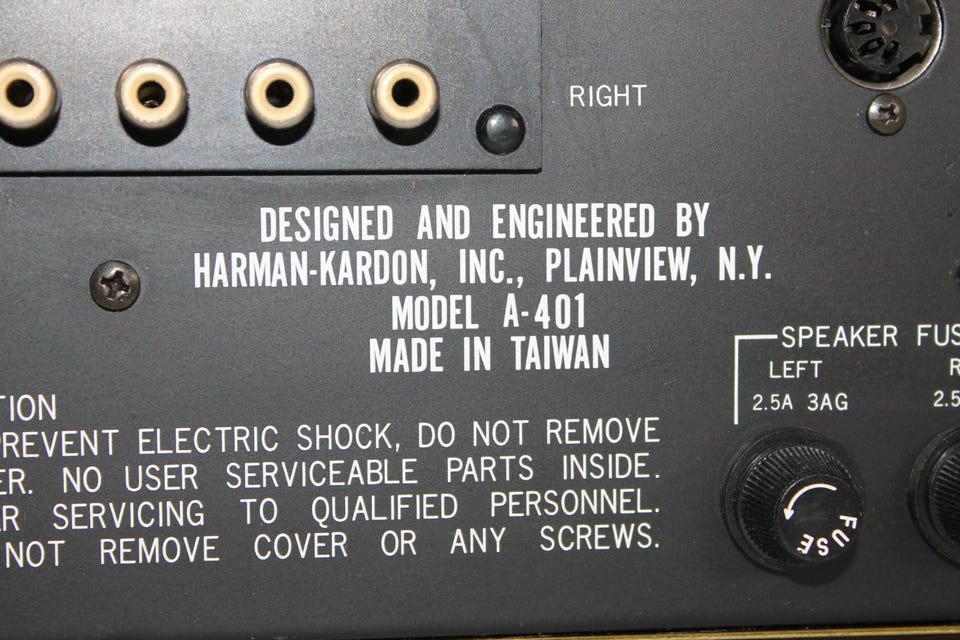 RIGHT
DESIGNED AND ENGINEERED BY
HARMAN-KARDON, INC., PLAINVIEW, N.Y.
MODEL A-401
MADE IN TAIWAN
SPEAKER FUS
LEFT R
2.5A 3AG 2.5
TION
PREVENT ELECTRIC SHOCK, DO NOT REMOVE
ER. NO USER SERVICEABLE PARTS INSIDE.
R SERVICING TO QUALIFIED PERSONNEL.
NOT REMOVE COVER OR ANY SCREWS.
FUSE